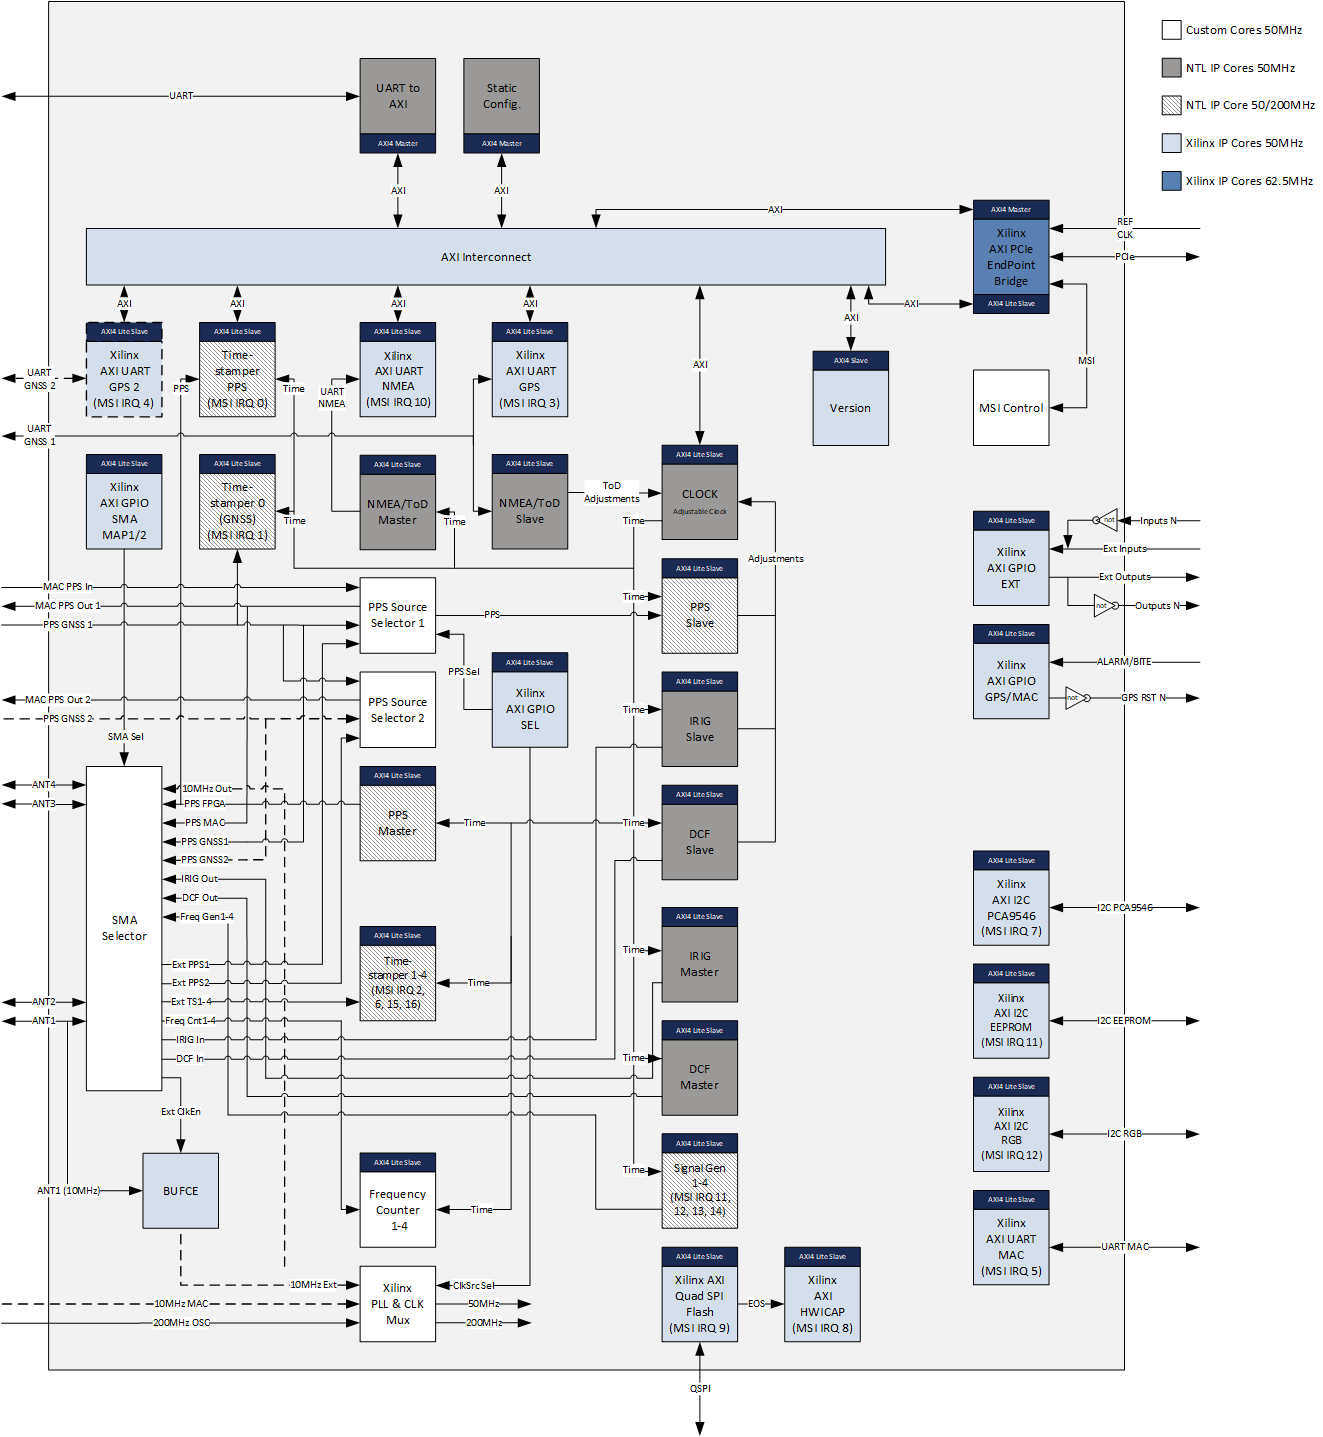 Custom Cores 50MHz
NTL IP Cores 50MHz
NTL IP Core 50/200MHz
Xilinx IP Cores 50MHz
Xilinx IP Cores 62.5MHz
UART
UART to
AXI
AXI4 Master
Static
Config.
AXI4 Master
AXI
AXI
AXI
AXI Interconnect
AXI4 Master
Xilinx
AXI PCIe
EndPoint
Bridge
AXI4 Lite Slave
REF
CLK
PCIe
AXI
AXI
AXI
AXI
AXI
AXI
AXI
MSI
UART
GNSS 2
AXI4 Lite Slave
Xilinx
AXI UART
GPS 2
(MSI IRQ 4)
PPS
AXI4 Lite Slave
Time-
stamper
PPS
(MSI IRQ 0)
Time
UART
NMEA
AXI4 Lite Slave
Xilinx
AXI UART
NMEA
(MSI IRQ 10)
AXI4 Lite Slave
Xilinx
AXI UART
GPS
(MSI IRQ 3)
AXI4 Slave
Version
MSI Control
UART
GNSS 1
AXI4 Lite Slave
Xilinx
AXI GPIO
SMA
MAP1/2
AXI4 Lite Slave
Time-
stamper 0
(GNSS)
(MSI IRQ 1)
Time
AXI4 Lite Slave
NMEA/ToD
Master
Time
AXI4 Lite Slave
NMEA/ToD
Slave
ToD
Adjustments
AXI4 Lite Slave
CLOCK
Adjustable Clock
Time
Adjustments
AXI4 Lite Slave
Xilinx
AXI GPIO
EXT
not
Inputs N
Ext Inputs
Ext Outputs
not
Outputs N
MAC PPS In
MAC PPS Out 1
PPS GNSS 1
PPS Source
Selector 1
PPS
Time
AXI4 Lite Slave
PPS
Slave
AXI4 Lite Slave
Xilinx
AXI GPIO
GPS/MAC
ALARM/BITE
not
GPS RST N
PPS Sel
AXI4 Lite Slave
Xilinx
AXI GPIO
SEL
MAC PPS Out 2
PPS GNSS 2
PPS Source
Selector 2
Time
AXI4 Lite Slave
IRIG
Slave
SMA Sel
ANT4
ANT3
SMA
Selector
ANT2
ANT1
10MHz Out
PPS FPGA
PPS MAC
PPS GNSS1
PPS GNSS2
IRIG Out
DCF Out
Freq Gen1-4
Ext PPS1
Ext PPS2
Ext TS1-4
Freq Cnt1-4
IRIG In
DCF In
AXI4 Lite Slave
PPS
Master
Time
Time
AXI4 Lite Slave
DCF
Slave
AXI4 Lite Slave
Time-
stamper 1-4
(MSI IRQ 2,
6, 15, 16)
Time
Time
AXI4 Lite Slave
IRIG
Master
Time
AXI4 Lite Slave
DCF
Master
AXI4 Lite Slave
Xilinx
AXI I2C
PCA9546
(MSI IRQ 7)
I2C PCA9546
AXI4 Lite Slave
Xilinx
AXI I2C
EEPROM
(MSI IRQ 11)
I2C EEPROM
AXI4 Lite Slave
Xilinx
AXI I2C
RGB
(MSI IRQ 12)
I2C RGB
Ext ClkEn
ANT1 (10MHz)
BUFCE
AXI4 Lite Slave
Frequency
Counter
1-4
Time
Time
AXI4 Lite Slave
Signal Gen
1-4
(MSI IRQ 11,
12, 13, 14)
AXI4 Lite Slave
Xilinx
AXI UART
MAC
(MSI IRQ 5)
UART MAC
10MHz Ext
10MHz MAC
200MHz OSC
Xilinx
PLL & CLK
Mux
ClkSrc Sel
50MHz
200MHz
AXI4 Lite Slave
Xilinx AXI
Quad SPI
Flash
(MSI IRQ 9)
EOS
AXI4 Lite Slave
Xilinx
AXI
HWICAP
(MSI IRQ 8)
QSPI